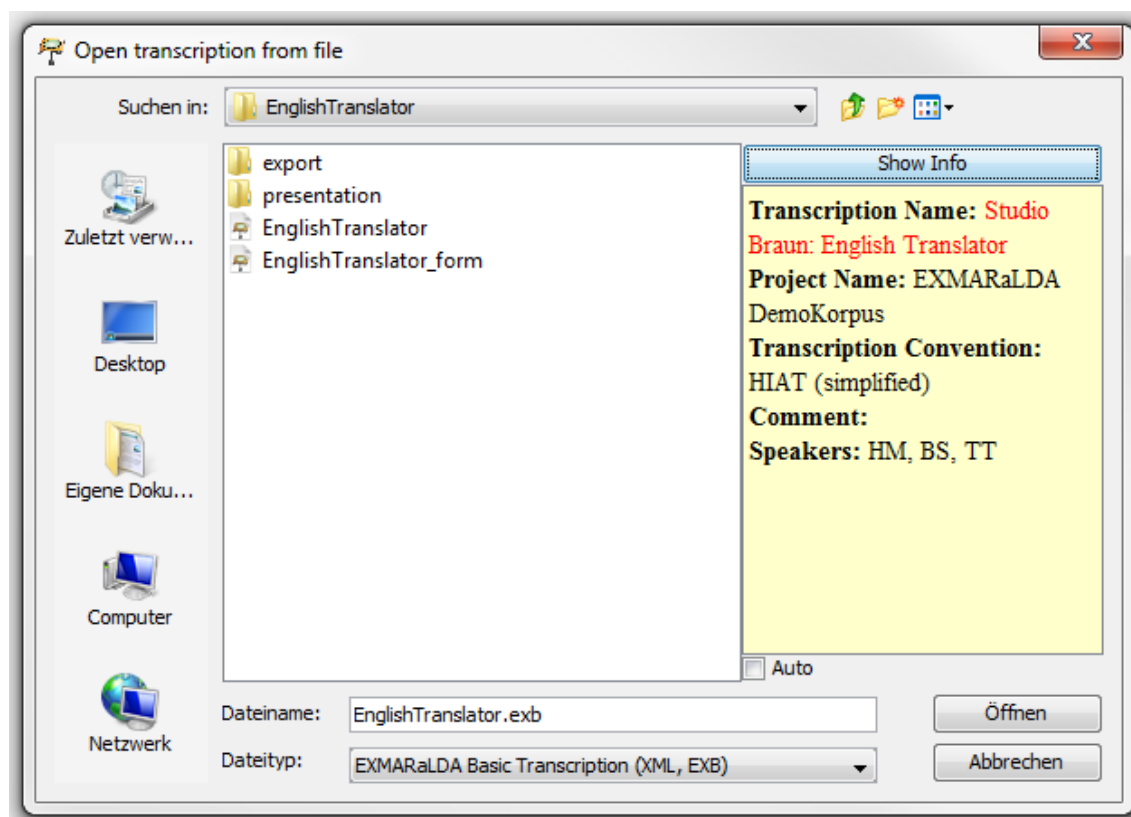 Open transcription from file
Suchen in:
EnglishTranslator
Zuletzt verw...
Desktop
Eigene Doku...
Computer
Netzwerk
export
presentation
EnglishTranslator
EnglishTranslator_form
Show Info
Transcription Name: Studio
Braun: English Translator
Project Name: EXMARaLDA
DemoKorpus
Transcription Convention:
HIAT (simplified)
Comment:
Speakers: HM, BS, TT
Auto
Dateiname:
EnglishTranslator.exb
Öffnen
Dateityp:
EXMARaLDA Basic Transcription (XML, EXB)
Abbrechen